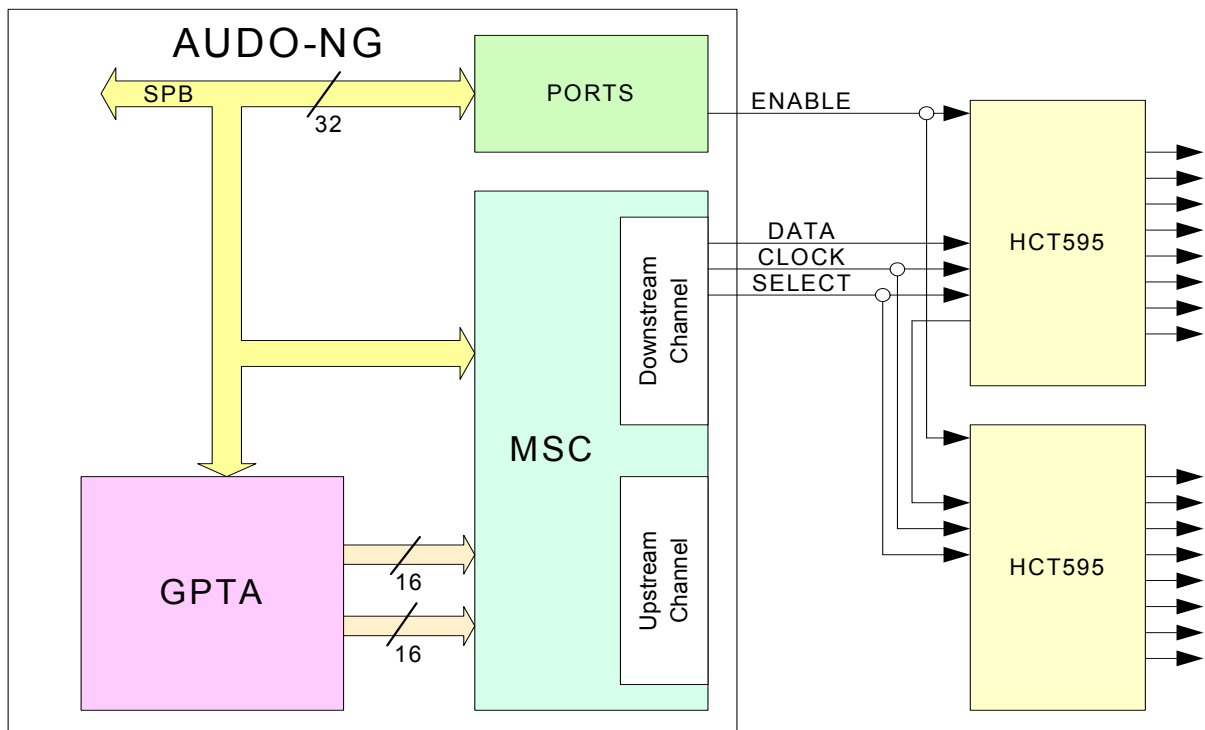 AUDO-NG
SPB
32
PORTS
ENABLE
DATA
CLOCK
SELECT
HCT595
Downstream
Channel
MSC
Upstream
Channel
GPTA
16
16
HCT595